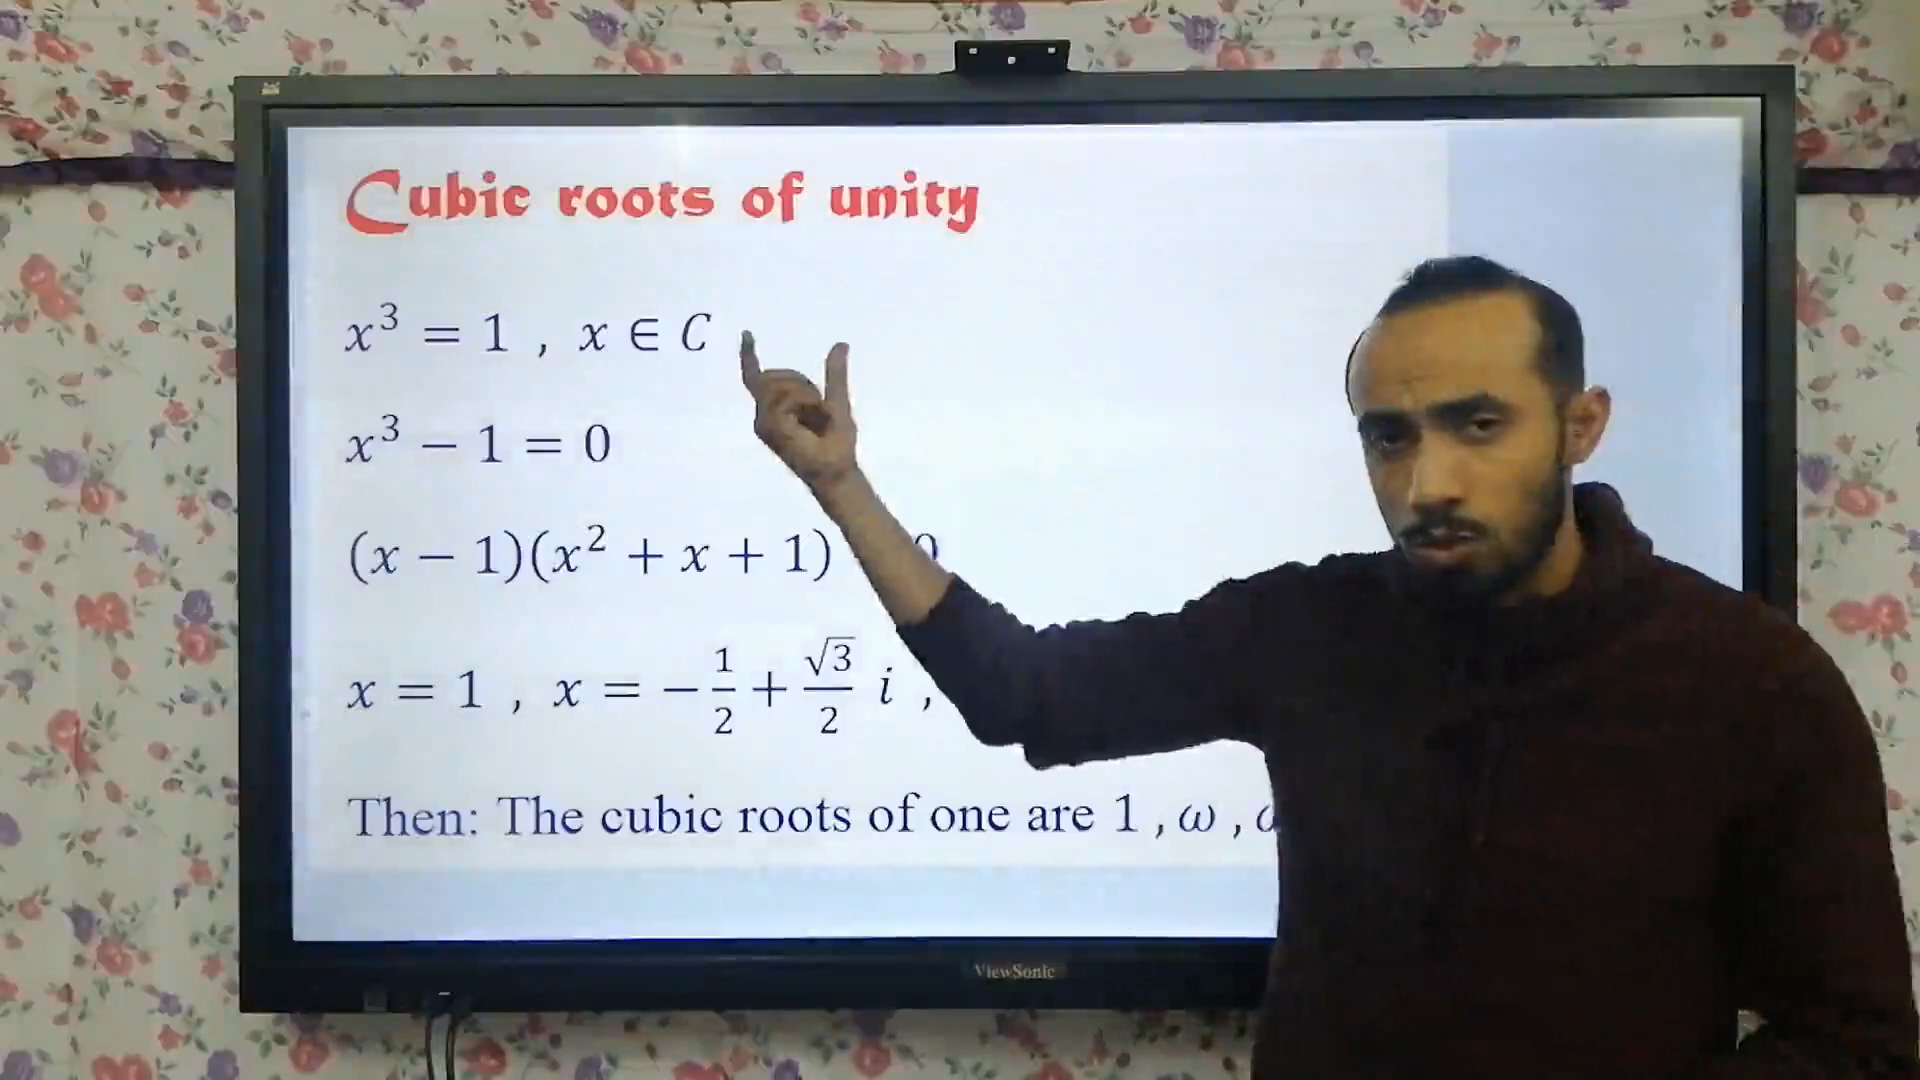 Cubic roots of unity
x³ = 1 , x ∈ C
x³ − 1 = 0
(x − 1)(x² + x + 1) 0
x = 1 , x = −1/2 + √3/2 i ,
Then: The cubic roots of one are 1 , ω ,
ViewSonic